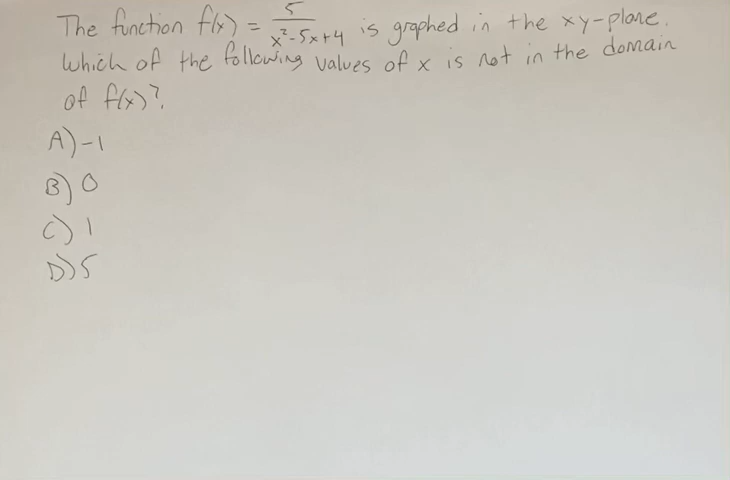 The function f(x) = 5/(x²-5x+4) is graphed in the xy-plane.
Which of the following values of x is not in the domain
of f(x)?
A) -1
B) 0
C) 1
D) 5